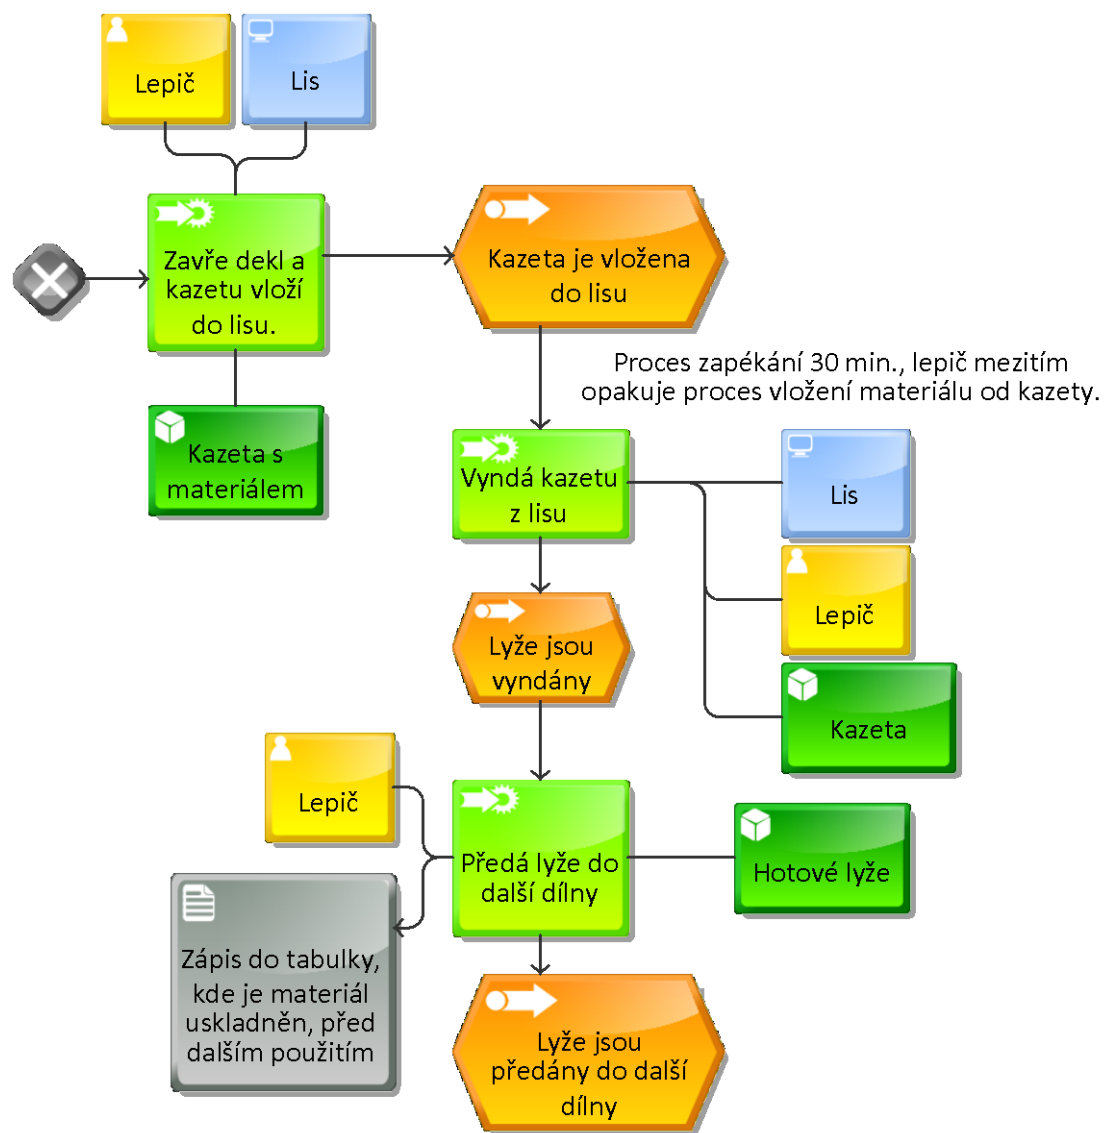 Lepič
Lis
Zavře dekl a
kazetu vloží
do lisu.
Kazeta je vložena
do lisu
Kazeta s
materiálem
Proces zapékání 30 min., lepič mezitím
opakuje proces vložení materiálu od kazety.
Vyndá kazetu
z lisu
Lis
Lepič
Kazeta
Lyže jsou
vyndány
Lepič
Předá lyže do
další dílny
Hotové lyže
Zápis do tabulky,
kde je materiál
uskladněn, před
dalším použitím
Lyže jsou
předány do další
dílny